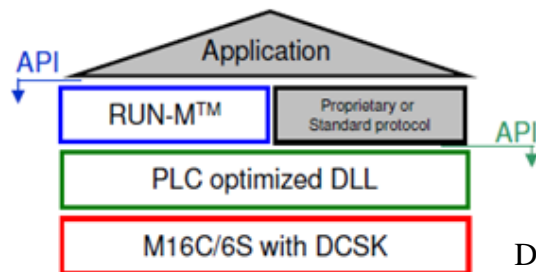 Application
API
RUN-M™
Proprietary or
Standard protocol
API
PLC optimized DLL
M16C/6S with DCSK
D